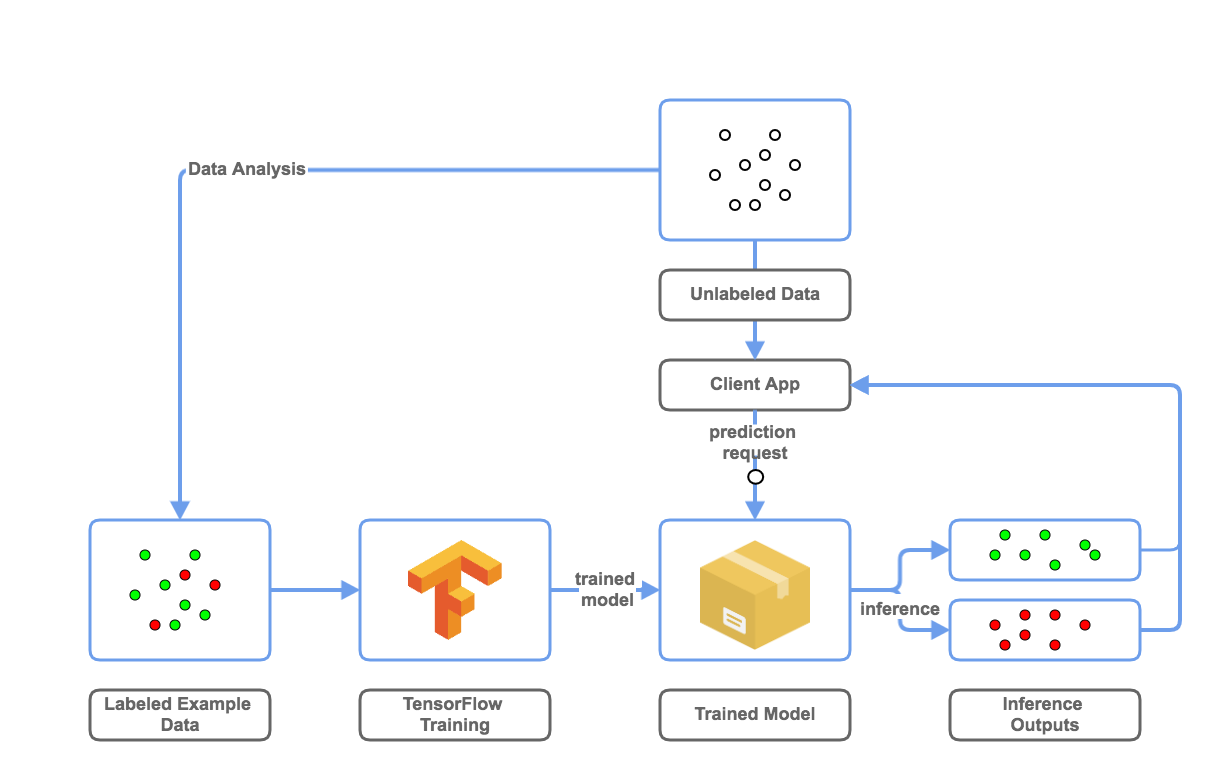 Data Analysis
Unlabeled Data
Client App
prediction
request
trained
model
inference
Labeled Example
Data
TensorFlow
Training
Trained Model
Inference
Outputs